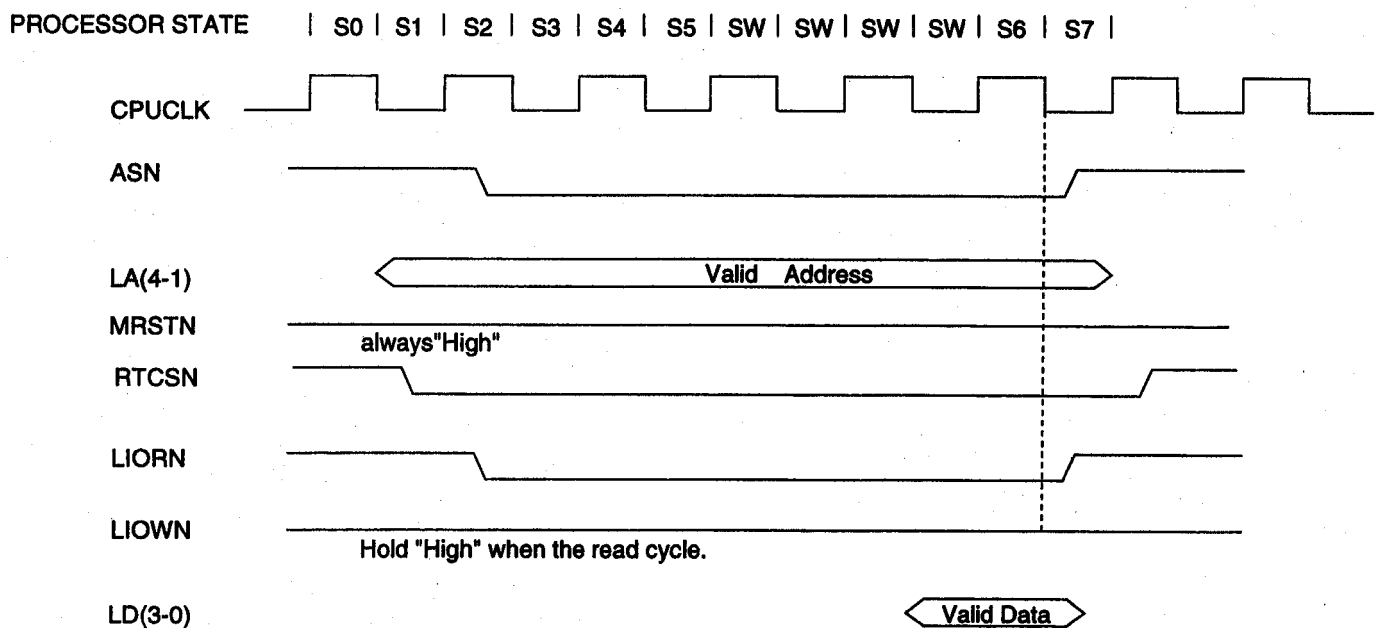 PROCESSOR STATE | S0 | S1 | S2 | S3 | S4 | S5 | SW | SW | SW | SW | S6 | S7 |
CPUCLK
ASN
LA(4-1) Valid Address
MRSTN
always"High"
RTCSN
LIORN
LIOWN
Hold "High" when the read cycle.
LD(3-0) Valid Data